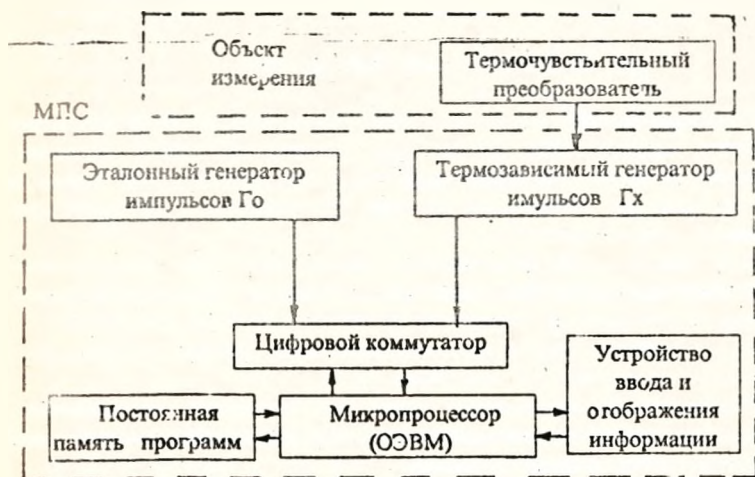 Объект
измерения
Термочувствительный
преобразователь
МПС
Эталонный генератор
импульсов Го
Термозависимый генератор
имульсов Гх
Цифровой коммутатор
Постоянная
память программ
Микропроцессор
(ОЭВМ)
Устройство
ввода и
отображения
информации